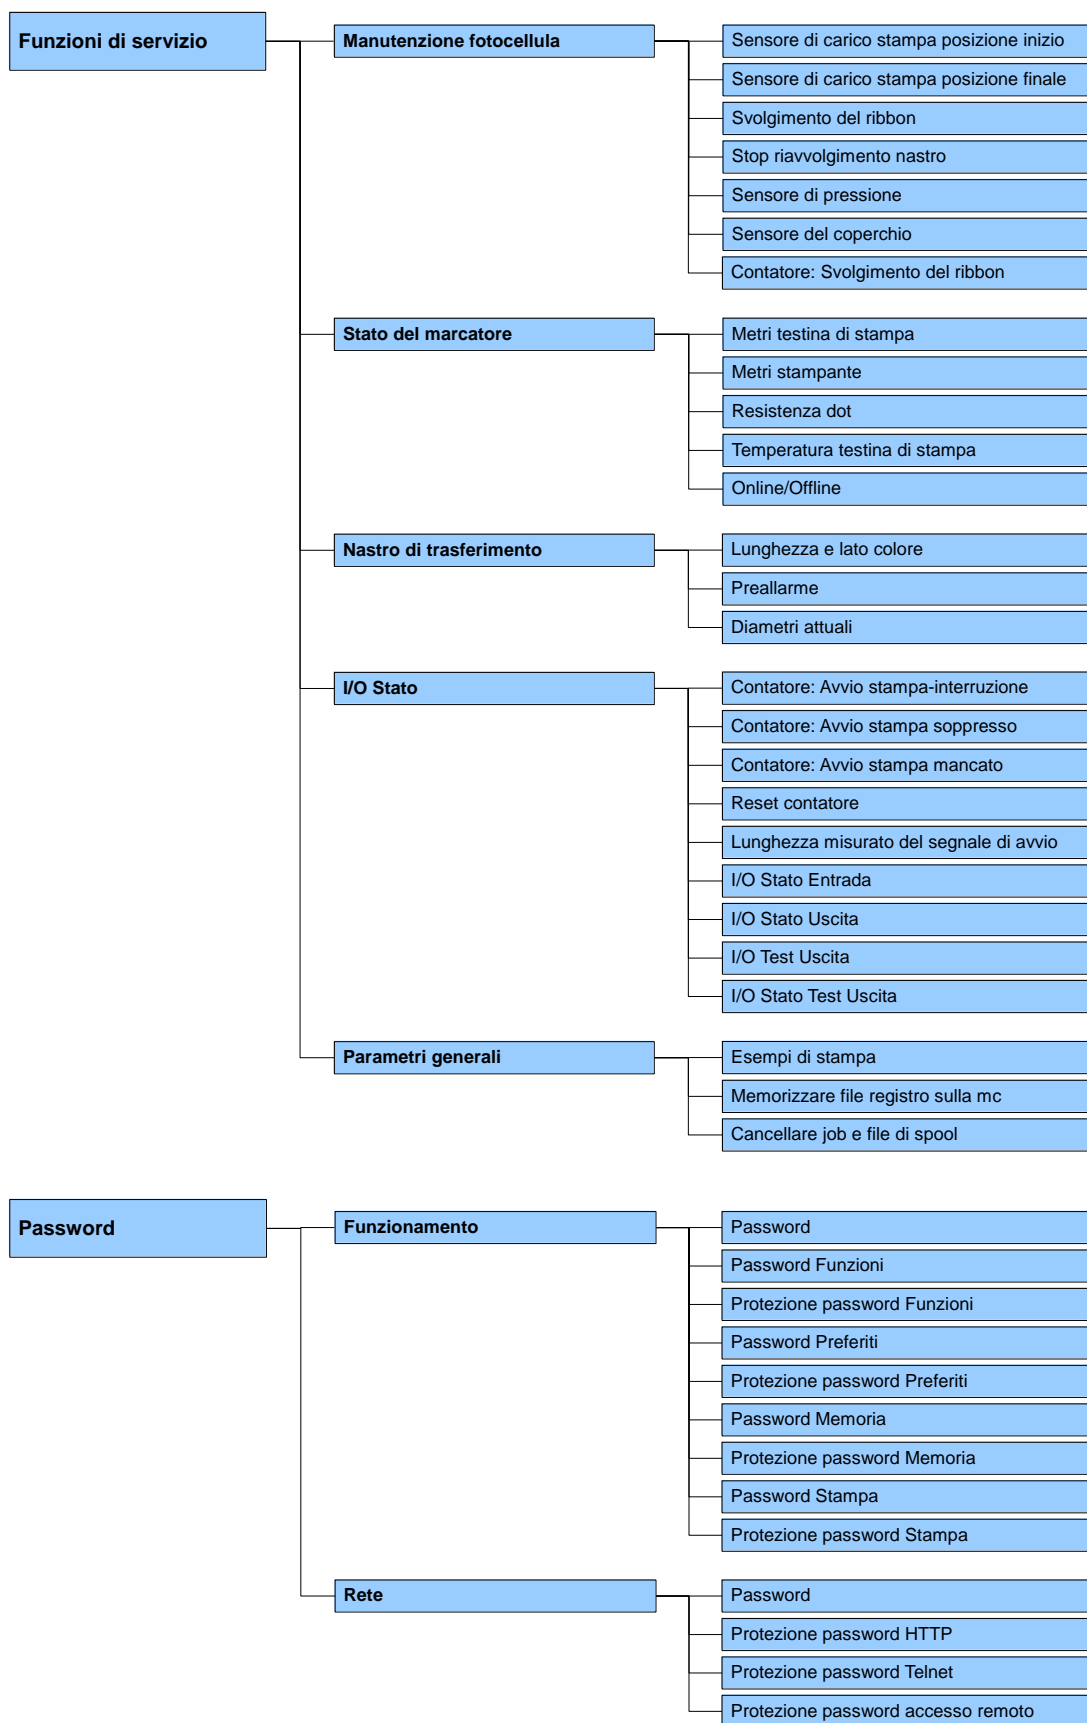 Funzioni di servizio
Manutenzione fotocellula
Sensore di carico stampa posizione inizio
Sensore di carico stampa posizione finale
Svolgimento del ribbon
Stop riavvolgimento nastro
Sensore di pressione
Sensore del coperchio
Contatore: Svolgimento del ribbon
Stato del marcatore
Metri testina di stampa
Metri stampante
Resistenza dot
Temperatura testina di stampa
Online/Offline
Nastro di trasferimento
Lunghezza e lato colore
Preallarme
Diametri attuali
I/O Stato
Contatore: Avvio stampa-interruzione
Contatore: Avvio stampa soppresso
Contatore: Avvio stampa mancato
Reset contatore
Lunghezza misurato del segnale di avvio
I/O Stato Entrada
I/O Stato Uscita
I/O Test Uscita
I/O Stato Test Uscita
Parametri generali
Esempi di stampa
Memorizzare file registro sulla mc
Cancellare job e file di spool
Password
Funzionamento
Password
Password Funzioni
Protezione password Funzioni
Password Preferiti
Protezione password Preferiti
Password Memoria
Protezione password Memoria
Password Stampa
Protezione password Stampa
Rete
Password
Protezione password HTTP
Protezione password Telnet
Protezione password accesso remoto